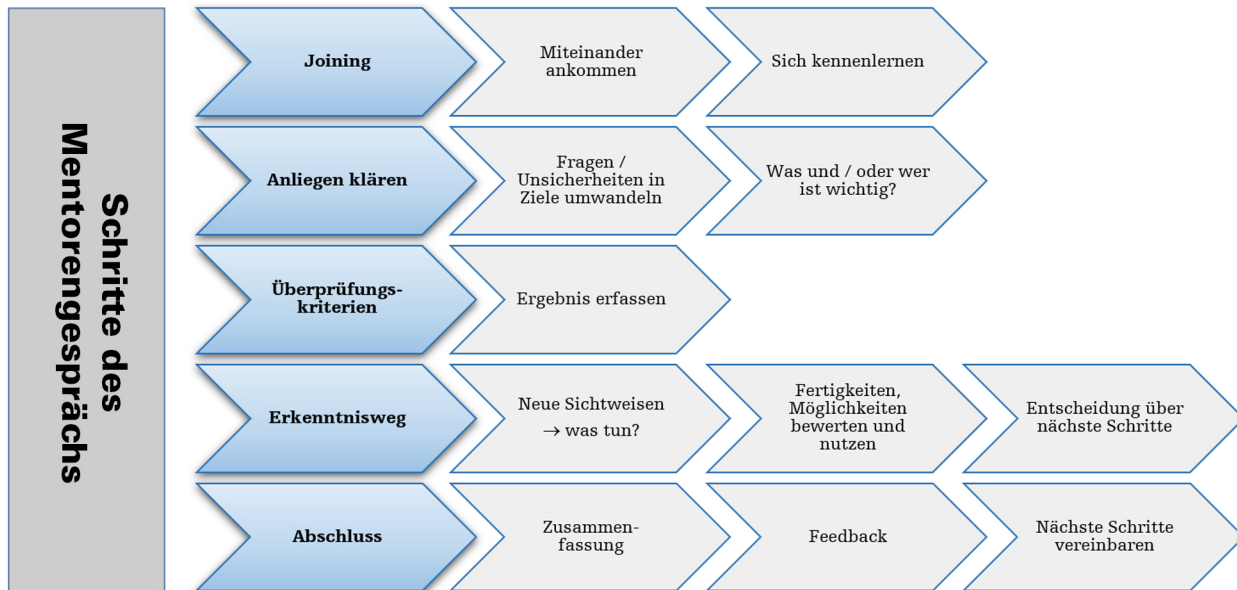 Schritte des
Mentorengesprächs
Joining
Miteinander
ankommen
Sich kennenlernen
Anliegen klären
Fragen /
Unsicherheiten in
Ziele umwandeln
Was und / oder wer
ist wichtig?
Überprüfungs-
kriterien
Ergebnis erfassen
Erkenntnisweg
Neue Sichtweisen
→ was tun?
Fertigkeiten,
Möglichkeiten
bewerten und
nutzen
Entscheidung über
nächste Schritte
Abschluss
Zusammen-
fassung
Feedback
Nächste Schritte
vereinbaren